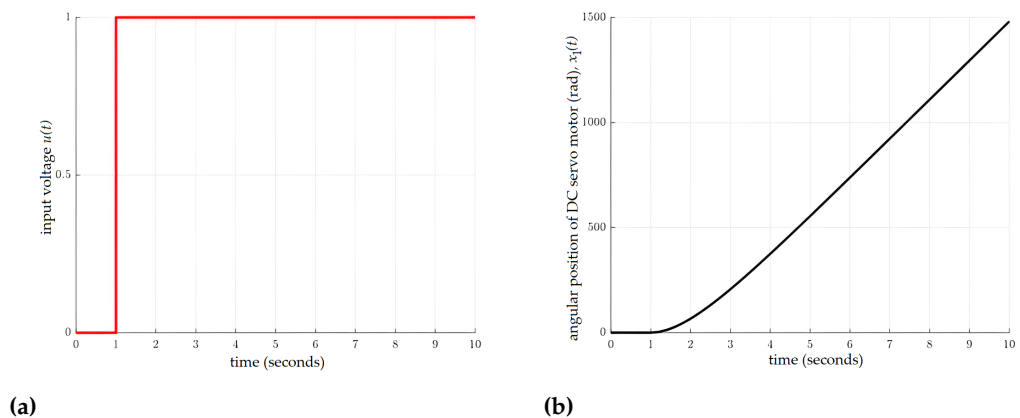 input voltage u(t)
1
0.5
0
0 1 2 3 4 5 6 7 8 9 10
time (seconds)
(a)
angular position of DC servo motor (rad), x1(t)
1500
1000
500
0
0 1 2 3 4 5 6 7 8 9 10
time (seconds)
(b)